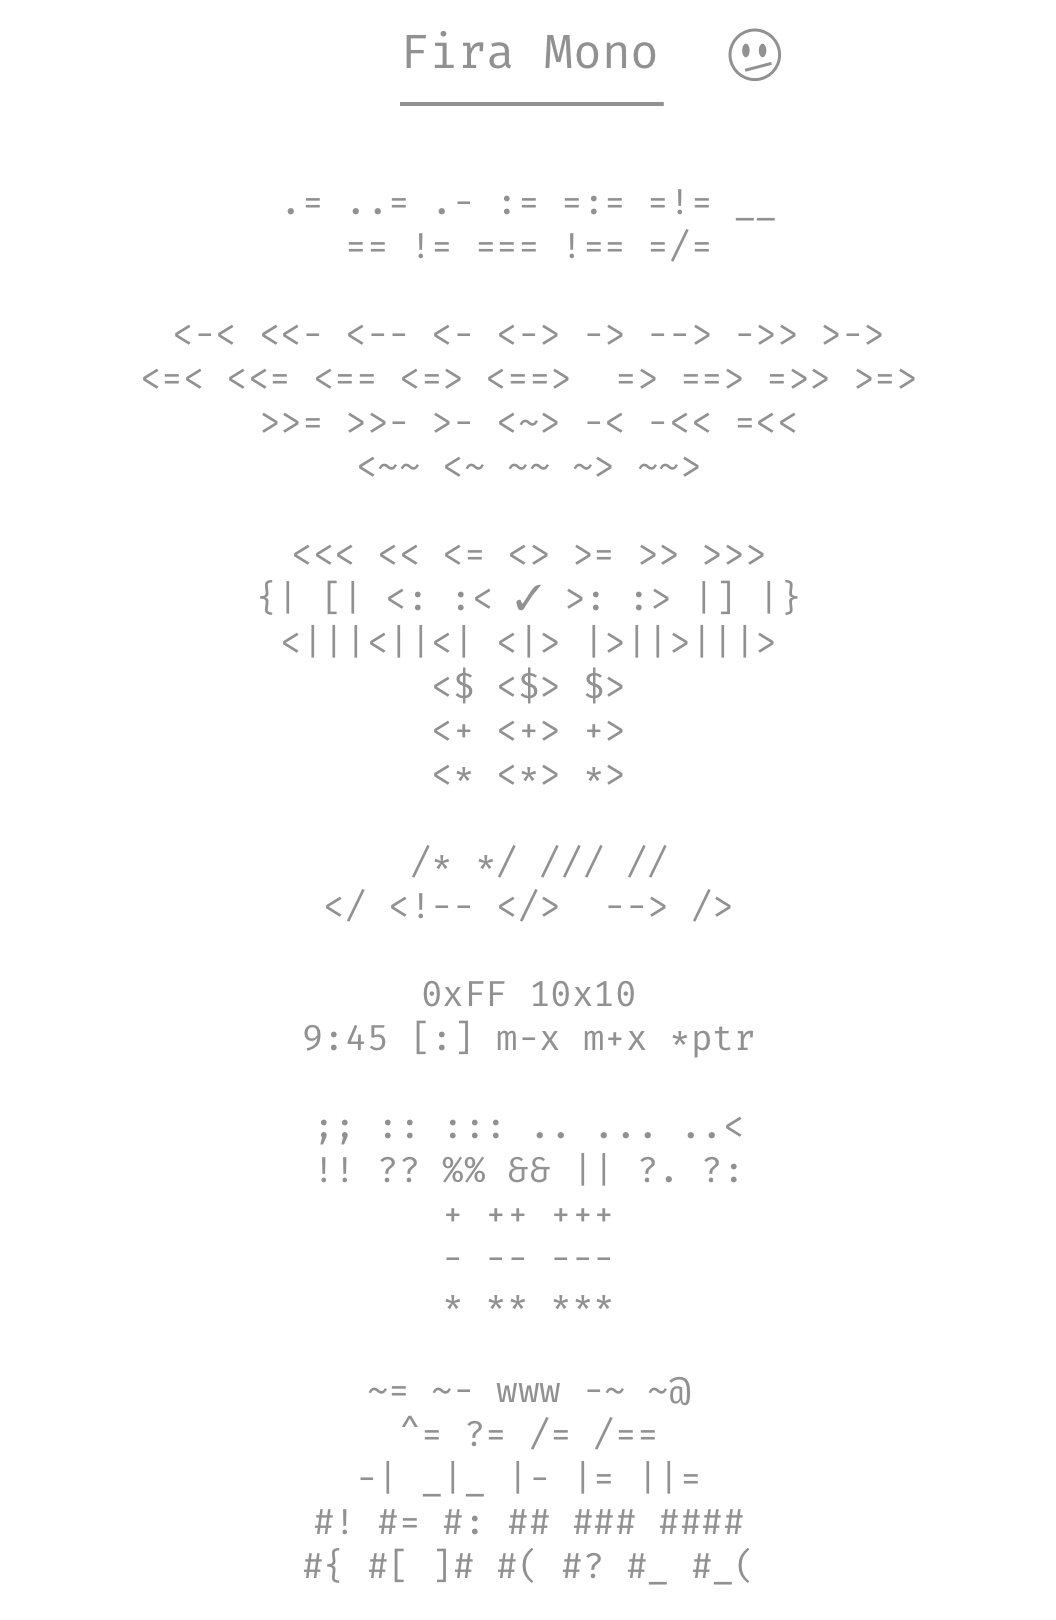 Fira Mono 🫤
.= ..= .- := =:= =!= __
== != === !== =/=
<-< <<- <-- <- <-> -> --> ->> >->
<=< <<= <== <=> <==>  => ==> =>> >=>
>>= >>- >- <~> -< -<< =<<
<~~ <~ ~~ ~> ~~>
<<< << <= <> >= >> >>>
{| [| <: :< ✓ >: :> |] |}
<|||<||<| <|> |>||>|||>
<$ <$> $>
<+ <+> +>
<* <*> *>
/* */ /// //
</ <!-- </>  --> />
0xFF 10x10
9:45 [:] m-x m+x *ptr
;; :: ::: .. ... ..<
!! ?? %% && || ?. ?:
+ ++ +++
- -- ---
* ** ***
~= ~- www -~ ~@
^= ?= /= /==
-| _|_ |- |= ||=
#! #= #: ## ### ####
#{ #[ ]# #( #? #_ #_(